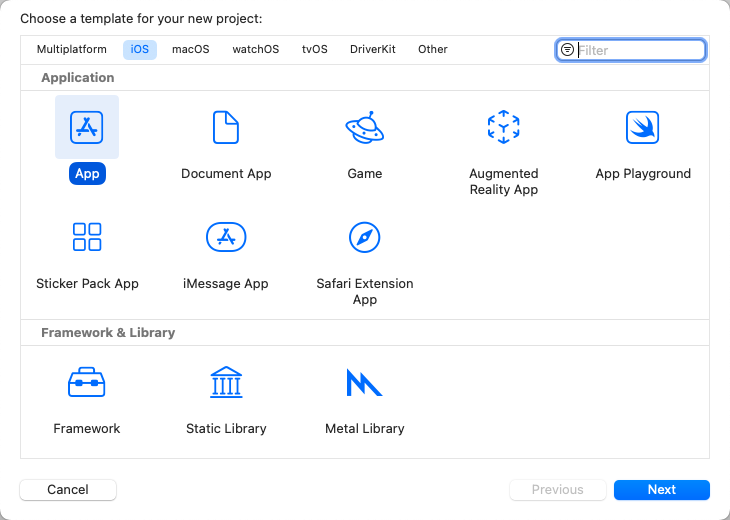 Choose a template for your new project:
Multiplatform iOS macOS watchOS tvOS DriverKit Other Filter
Application
App Document App Game Augmented Reality App App Playground
Sticker Pack App iMessage App Safari Extension App
Framework & Library
Framework Static Library Metal Library
Cancel Previous Next